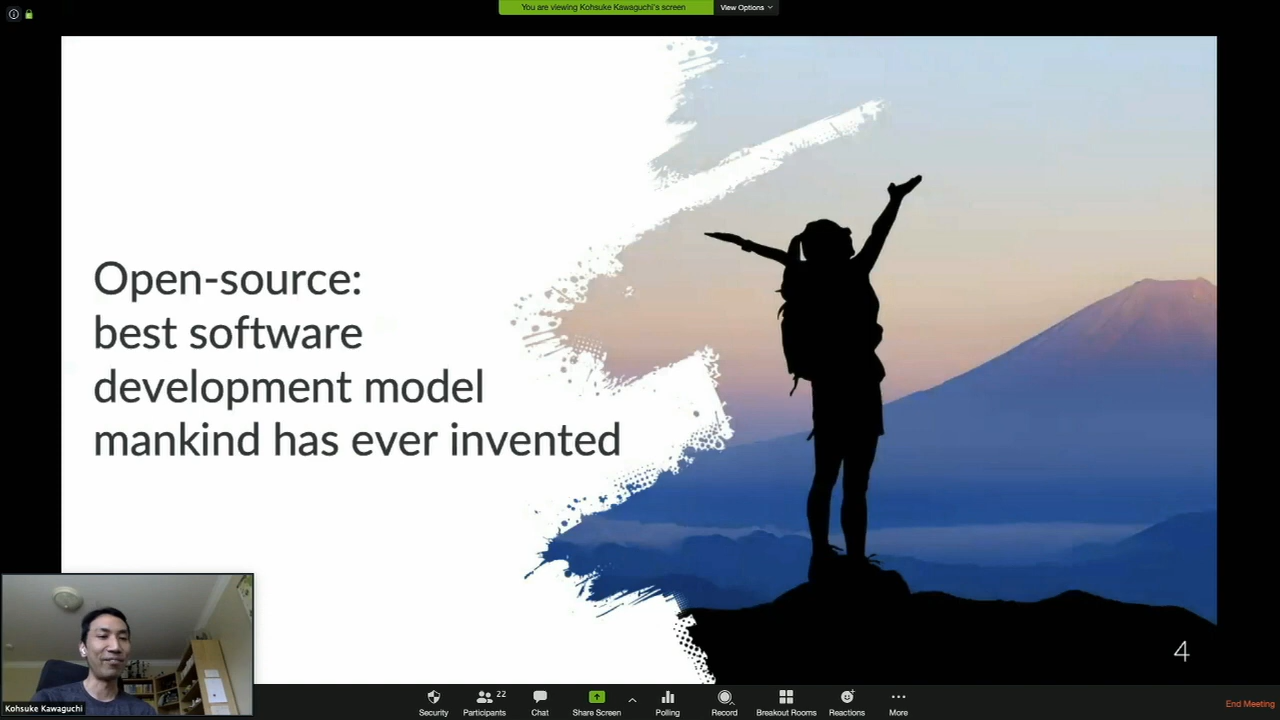 You are viewing Kohsuke Kawaguchi's screen
View Options
Open-source:
best software
development model
mankind has ever invented
4
Kohsuke Kawaguchi
Security
Participants
22
Chat
Share Screen
Polling
Record
Breakout Rooms
Reactions
More
End Meeting